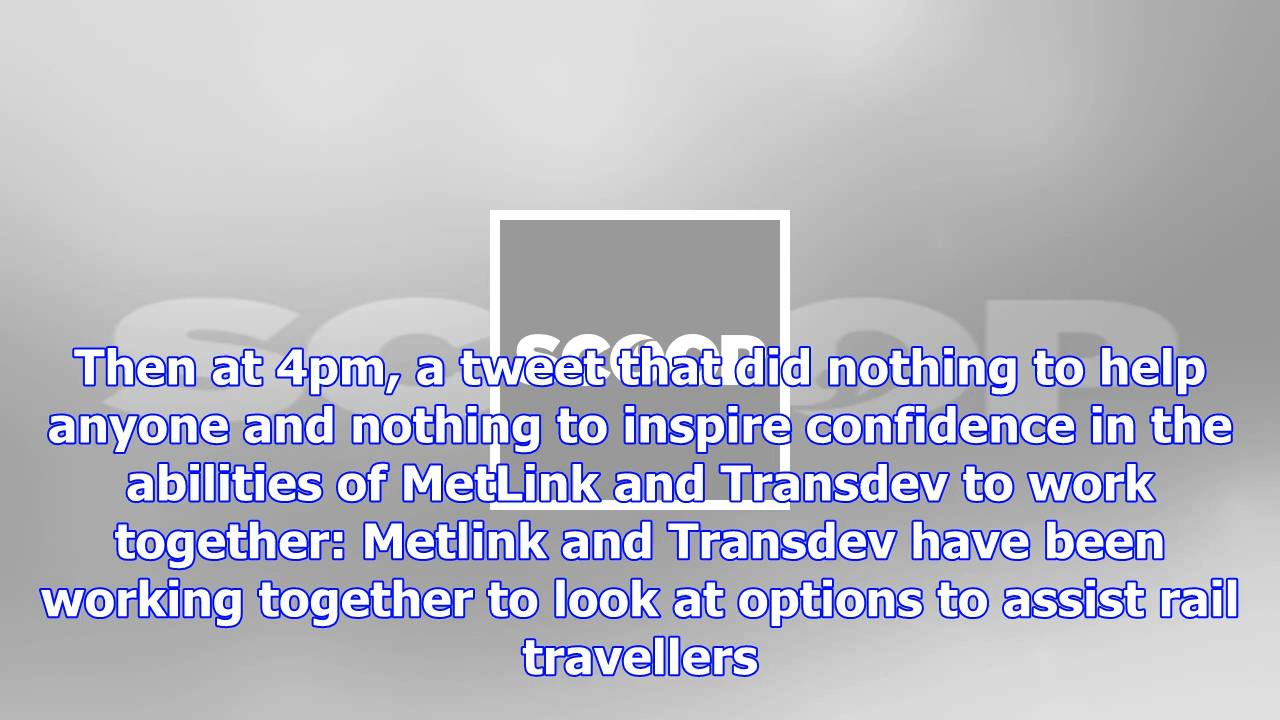 SCOOP
SCOOP
Then at 4pm, a tweet that did nothing to help
anyone and nothing to inspire confidence in the
abilities of MetLink and Transdev to work
together: Metlink and Transdev have been
working together to look at options to assist rail
travellers